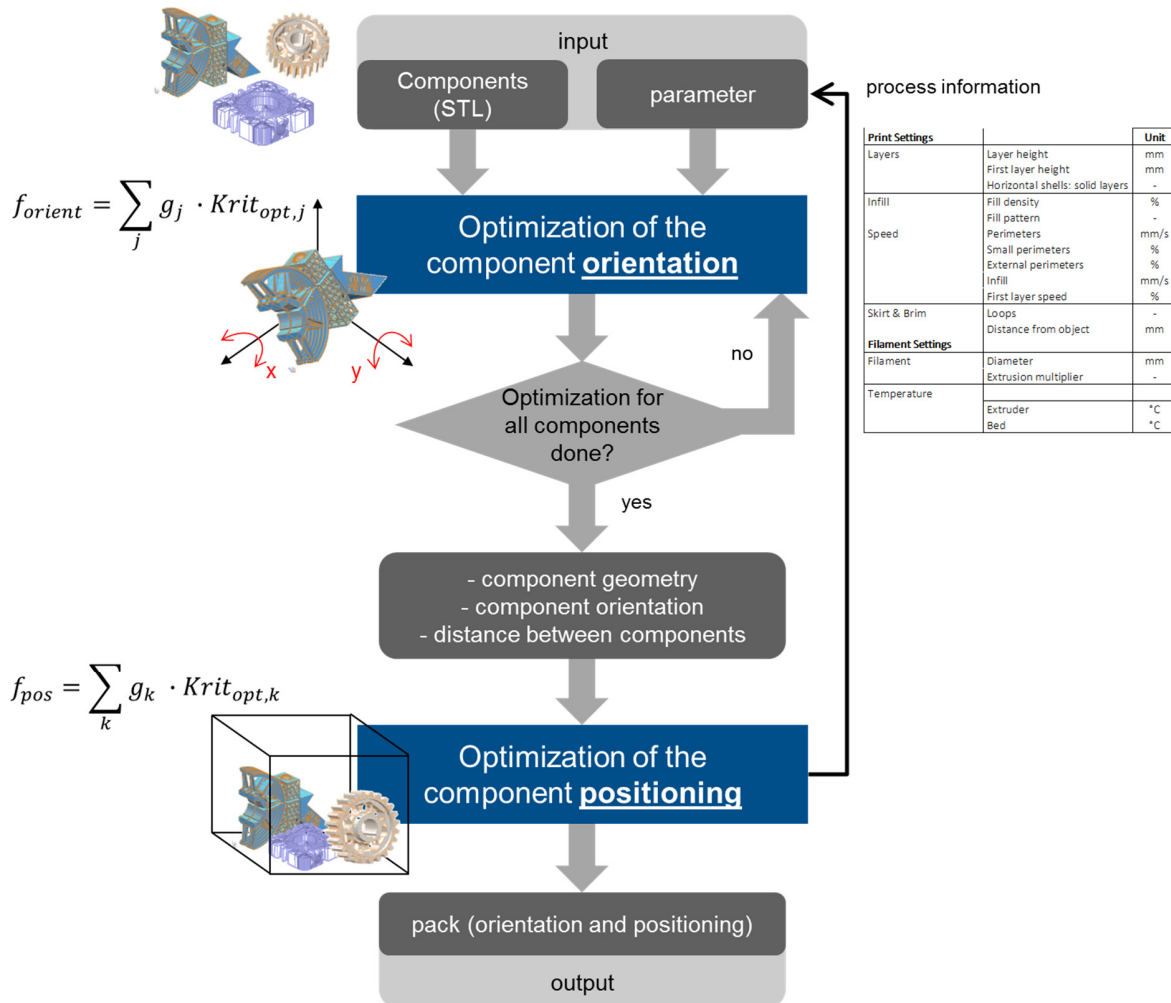 input
Components
(STL)
parameter
process information
Print Settings Unit
Layers Layer height mm
First layer height mm
Horizontal shells: solid layers -
Infill Fill density %
Fill pattern -
Speed Perimeters mm/s
Small perimeters %
External perimeters %
Infill mm/s
First layer speed %
Skirt & Brim Loops -
Distance from object mm
Filament Settings
Filament Diameter mm
Extrusion multiplier -
Temperature
Extruder °C
Bed °C
f_orient = ∑_j g_j · Krit_opt,j
x y
Optimization of the
component orientation
no
Optimization for
all components
done?
yes
- component geometry
- component orientation
- distance between components
f_pos = ∑_k g_k · Krit_opt,k
Optimization of the
component positioning
pack (orientation and positioning)
output